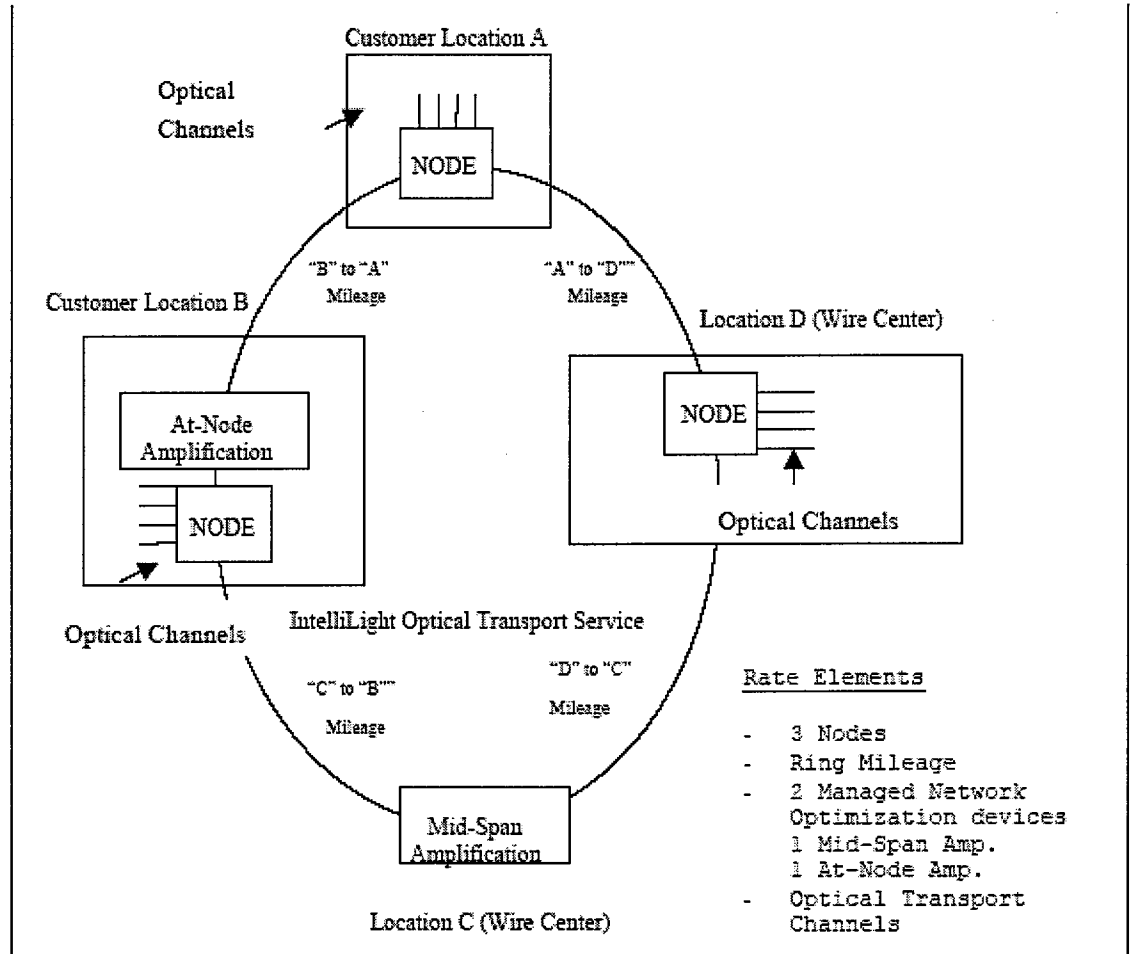 Customer Location A
Optical
Channels
NODE
"B" to "A"
Mileage
"A" to "D""
Mileage
Customer Location B
Location D (Wire Center)
At-Node
Amplification
NODE
NODE
Optical Channels
Optical Channels
IntelliLight Optical Transport Service
"C" to "B""
Mileage
"D" to "C"
Mileage
Rate Elements
- 3 Nodes
- Ring Mileage
- 2 Managed Network
Optimization devices
1 Mid-Span Amp.
1 At-Node Amp.
- Optical Transport
Channels
Mid-Span
Amplification
Location C (Wire Center)